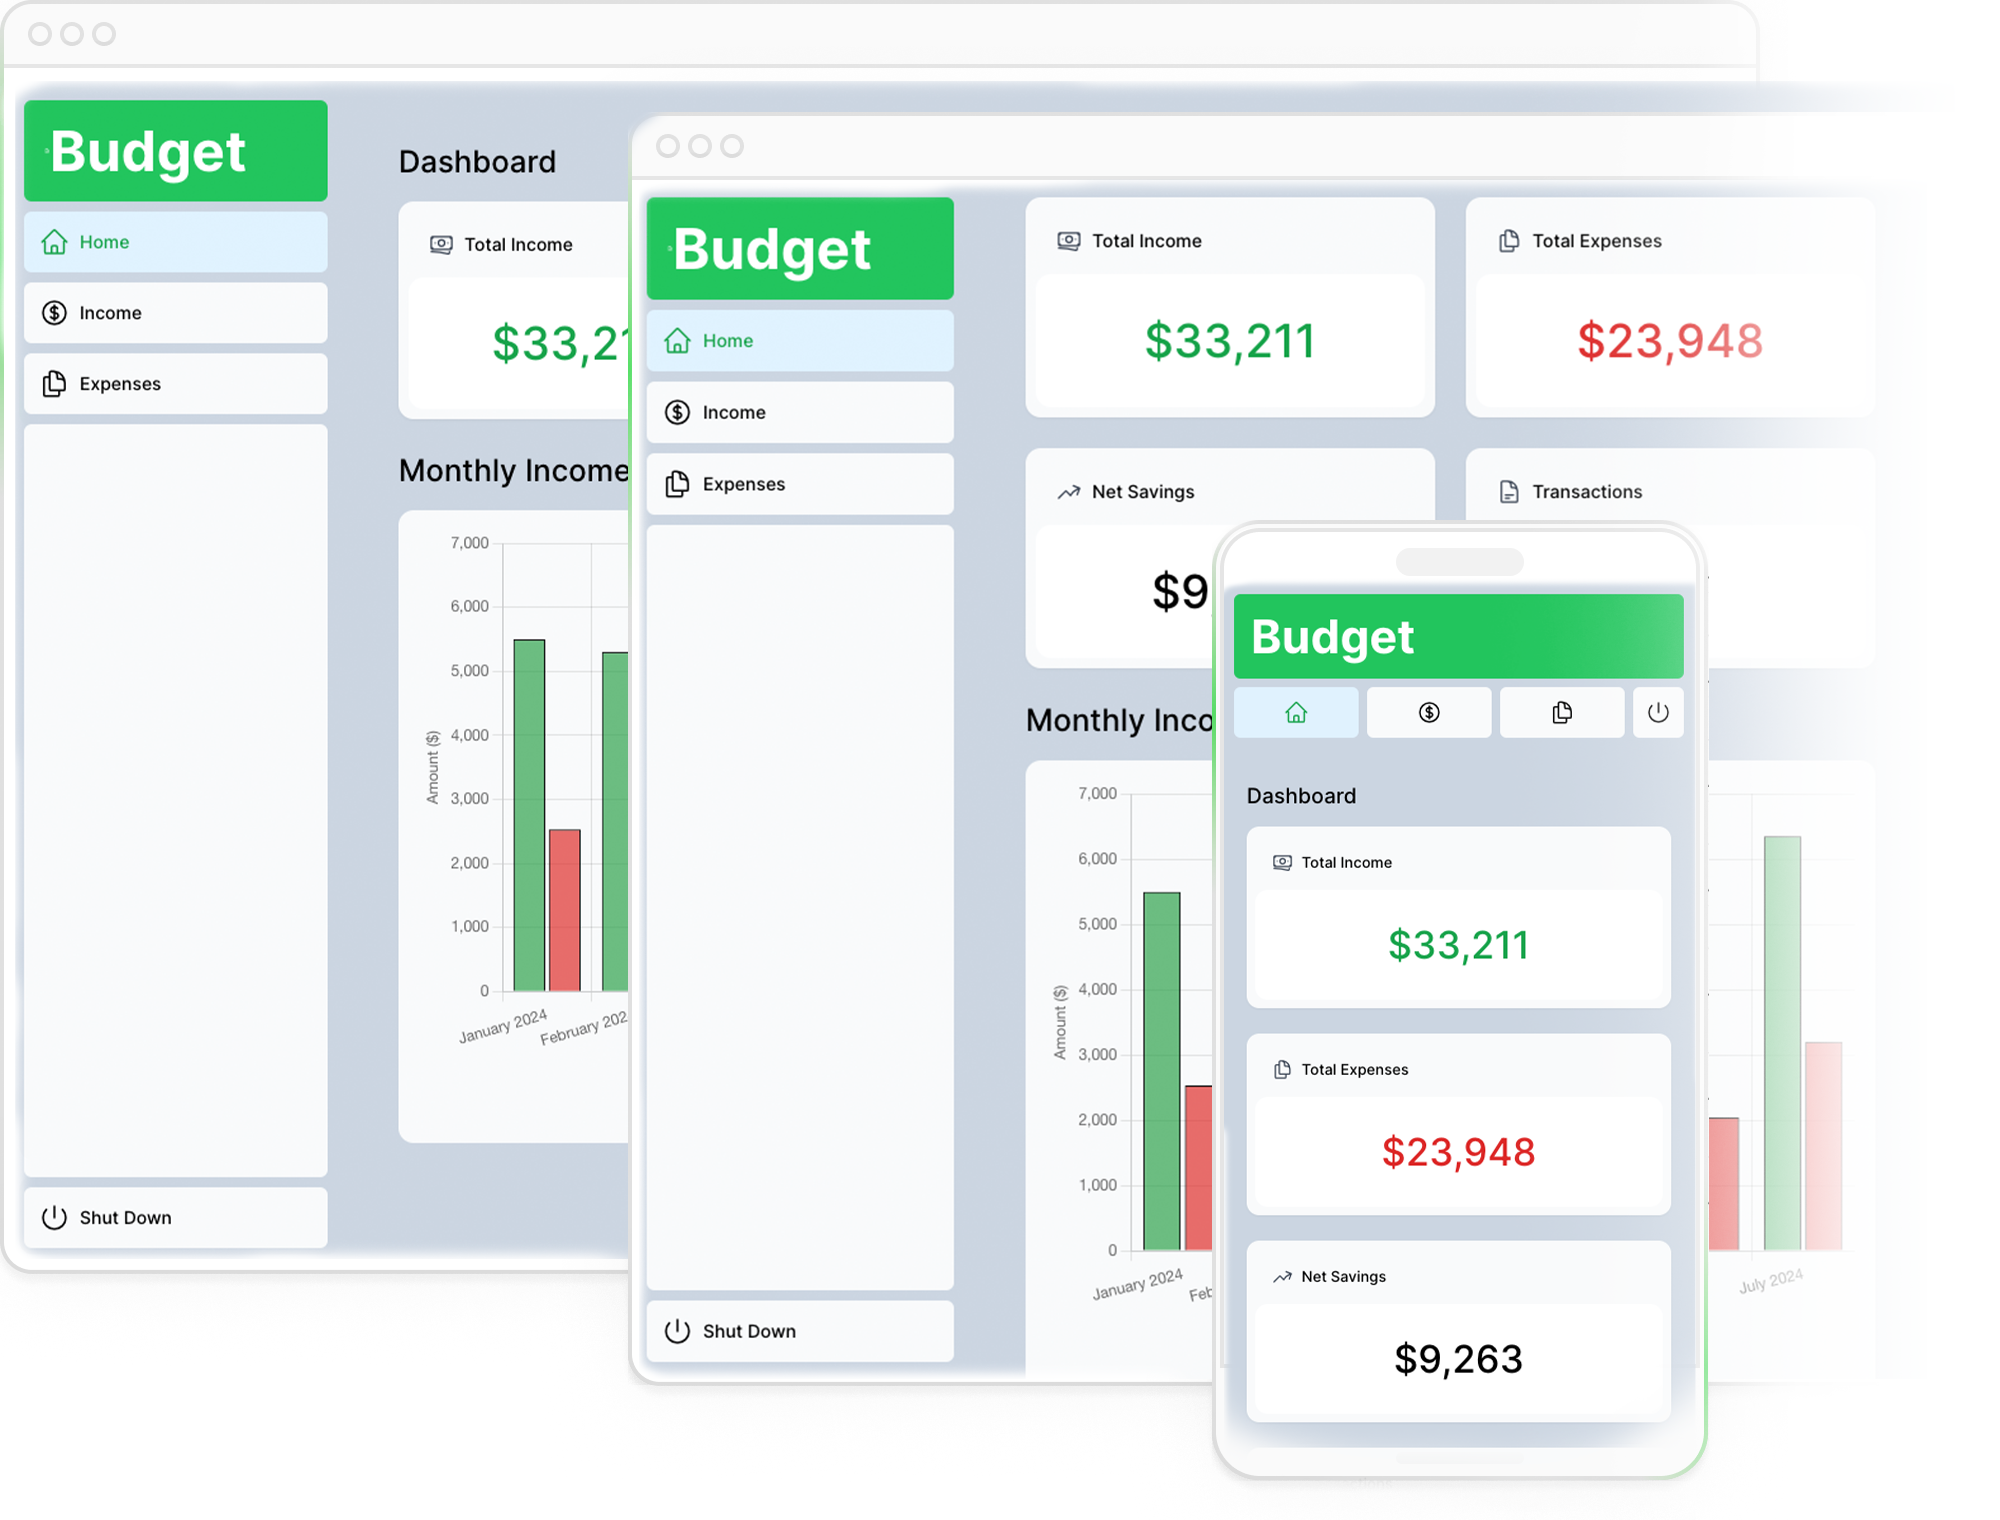 Budget
Home
Income
Expenses
Shut Down
Dashboard
Total Income
$33,21
Monthly Income
7,000
6,000
5,000
4,000
3,000
2,000
1,000
0
Amount ($)
January 2024
February 202
Budget
Home
Income
Expenses
Shut Down
Total Income
$33,211
Total Expenses
$23,948
Net Savings
$9
Transactions
Monthly Inco
7,000
6,000
5,000
4,000
3,000
2,000
1,000
0
Amount ($)
January 2024
Feb
July 2024
Budget
Dashboard
Total Income
$33,211
Total Expenses
$23,948
Net Savings
$9,263